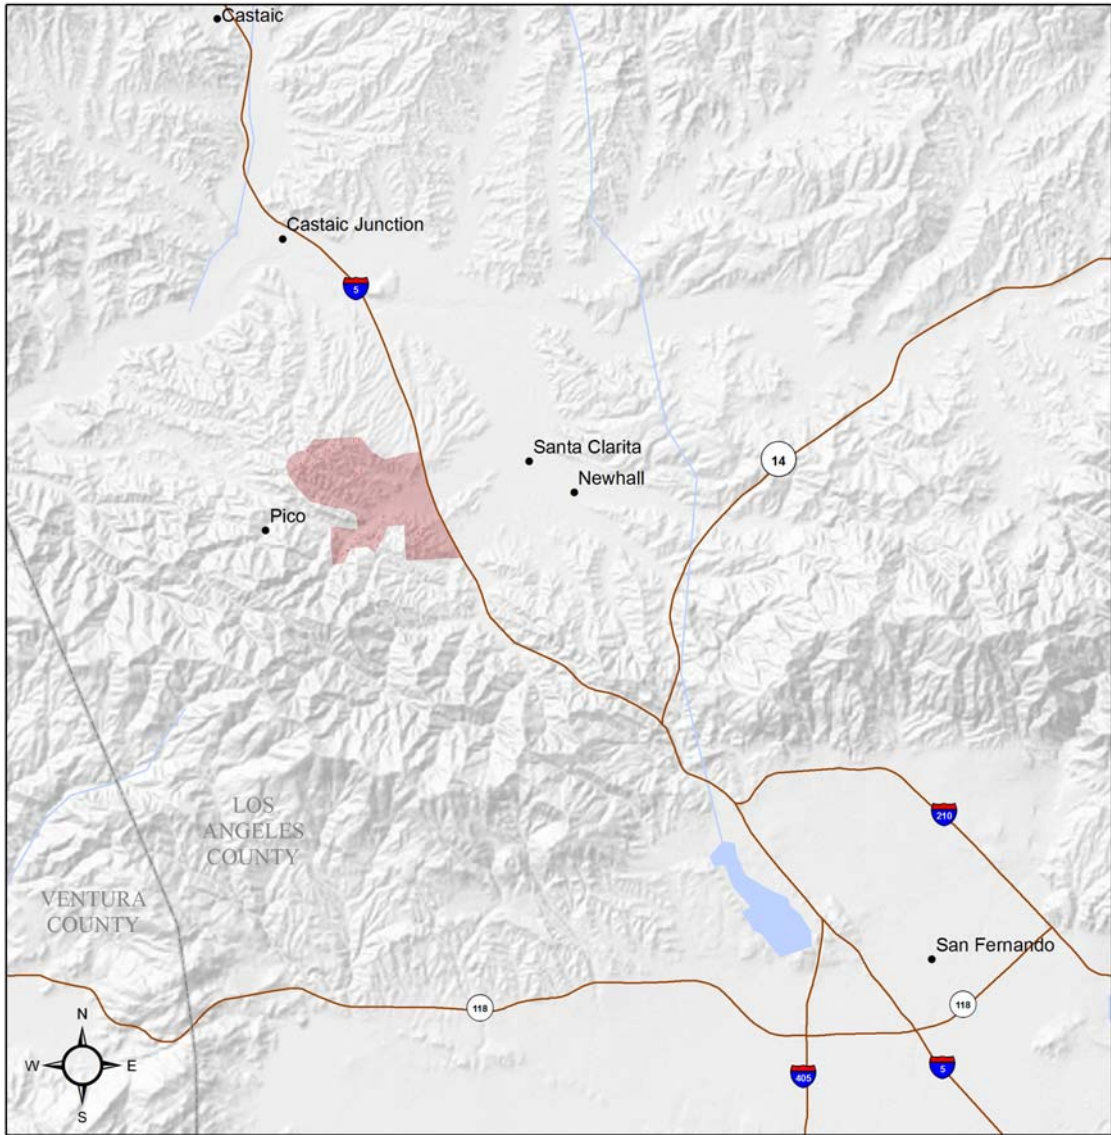 Castaic
Castaic Junction
5
Santa Clarita
14
Newhall
Pico
LOS
ANGELES
COUNTY
210
VENTURA
COUNTY
San Fernando
118
118
N
W
E
S
405
5